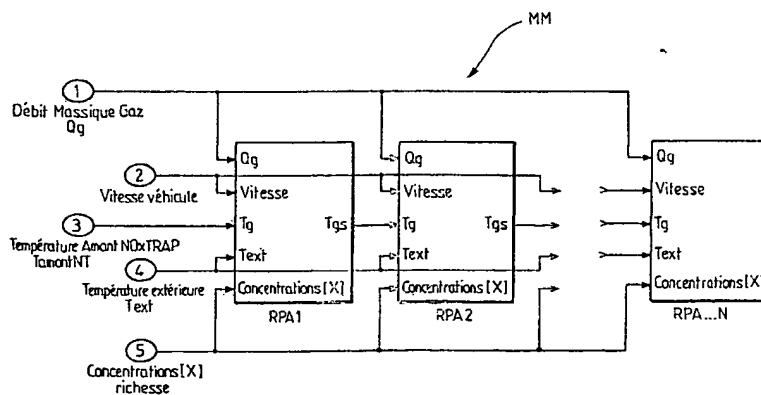 MM
1
Débit Massique Gaz
Qg
2
Vitesse véhicule
3
Température Amont NOxTRAP
TamontNT
4
Température extérieure
Text
5
Concentrations [X]
richesse
Qg
Vitesse
Tg
Tgs
Text
Concentrations [X]
RPA1
Qg
Vitesse
Tg
Tgs
Text
Concentrations [X]
RPA2
Qg
Vitesse
Tg
Text
Concentrations [X]
RPA...N